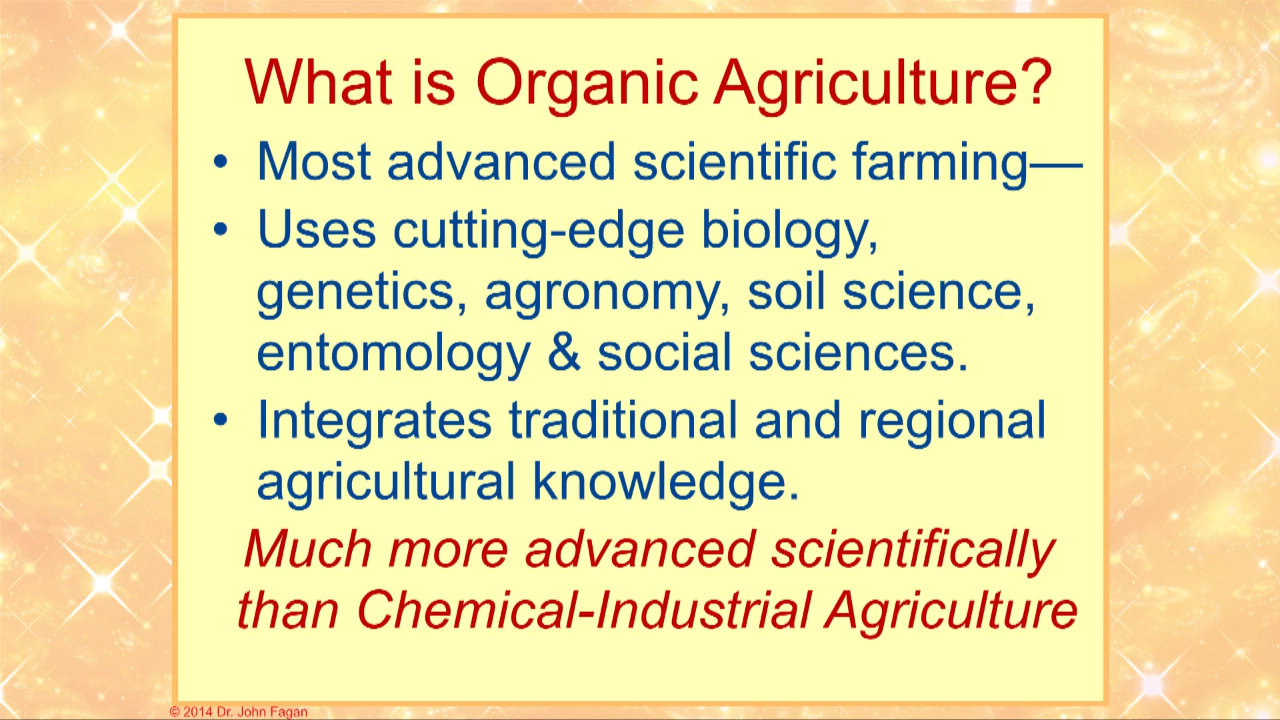 What is Organic Agriculture?
• Most advanced scientific farming—
• Uses cutting-edge biology,
genetics, agronomy, soil science,
entomology & social sciences.
• Integrates traditional and regional
agricultural knowledge.
Much more advanced scientifically
than Chemical-Industrial Agriculture
© 2014 Dr. John Fagan